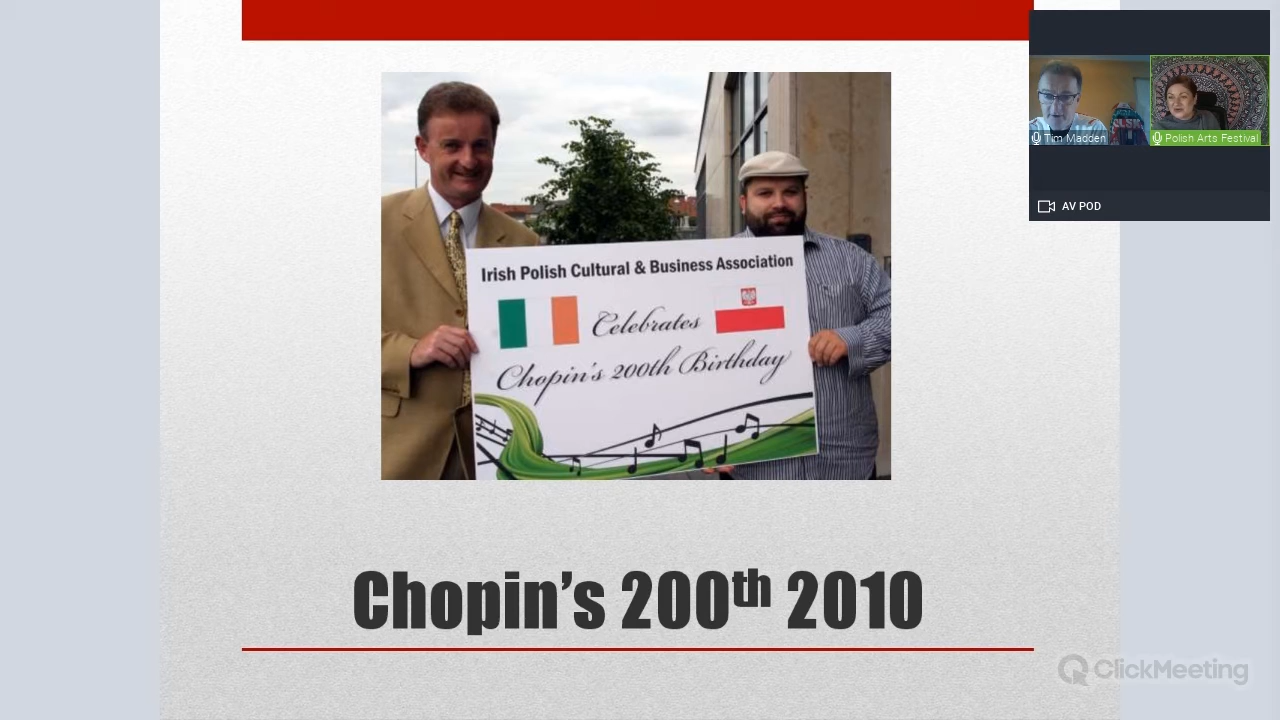 Irish Polish Cultural & Business Association
Celebrates
Chopin's 200th Birthday
Chopin's 200th 2010
Tim Madden
Polish Arts Festival
AV POD
ClickMeeting